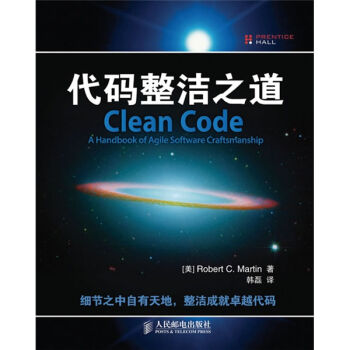 PRENTICE
HALL
代码整洁之道
Clean Code
A Handbook of Agile Software Craftsmanship
[美] Robert C. Martin 著
韩磊 译
细节之中自有天地，整洁成就卓越代码
人民邮电出版社
POSTS & TELECOM PRESS